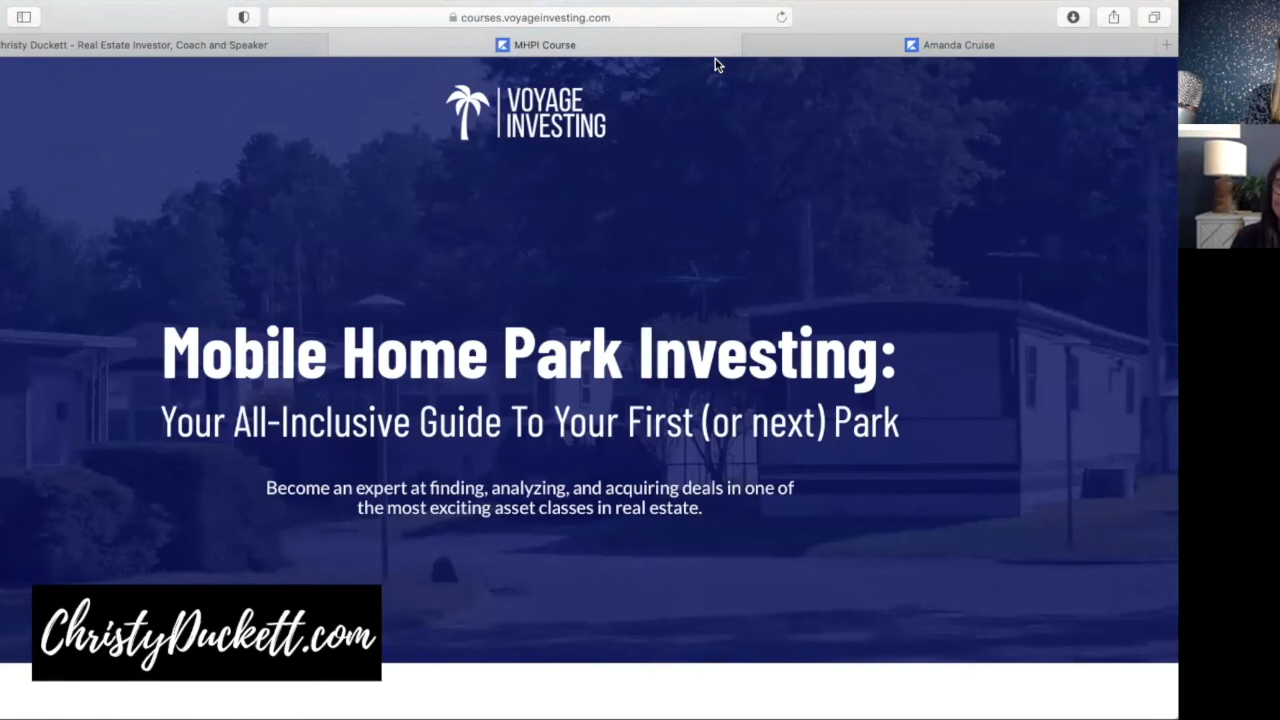 courses.voyageinvesting.com
hristy Duckett - Real Estate Investor, Coach and Speaker
MHPI Course
Amanda Cruise
VOYAGE
INVESTING
Mobile Home Park Investing:
Your All-Inclusive Guide To Your First (or next) Park
Become an expert at finding, analyzing, and acquiring deals in one of
the most exciting asset classes in real estate.
ChristyDuckett.com